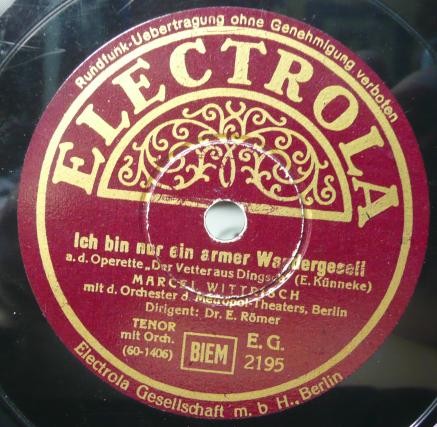 Rundfunk-Uebertragung ohne Genehmigung verboten
ELECTROLA
Ich bin nur ein armer Wandergesell
a. d. Operette „Der Vetter aus Dingsda" (E. Künneke)
MARCEL WITTRISCH
mit d. Orchester d. Metropol-Theaters, Berlin
Dirigent: Dr. E. Römer
TENOR
mit Orch.
(60-1406)
BIEM
E. G.
2195
Electrola Gesellschaft m. b H., Berlin